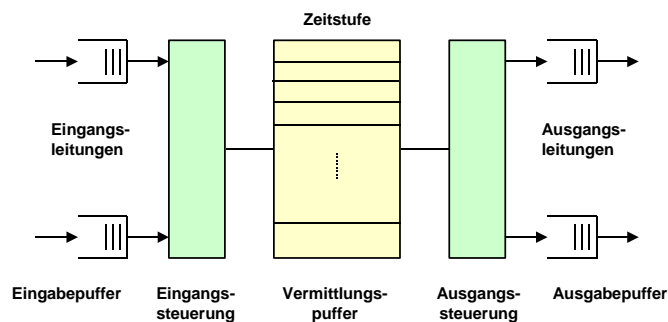 Zeitstufe
Eingangs-
leitungen
Ausgangs-
leitungen
Eingabepuffer
Eingangs-
steuerung
Vermittlungs-
puffer
Ausgangs-
steuerung
Ausgabepuffer